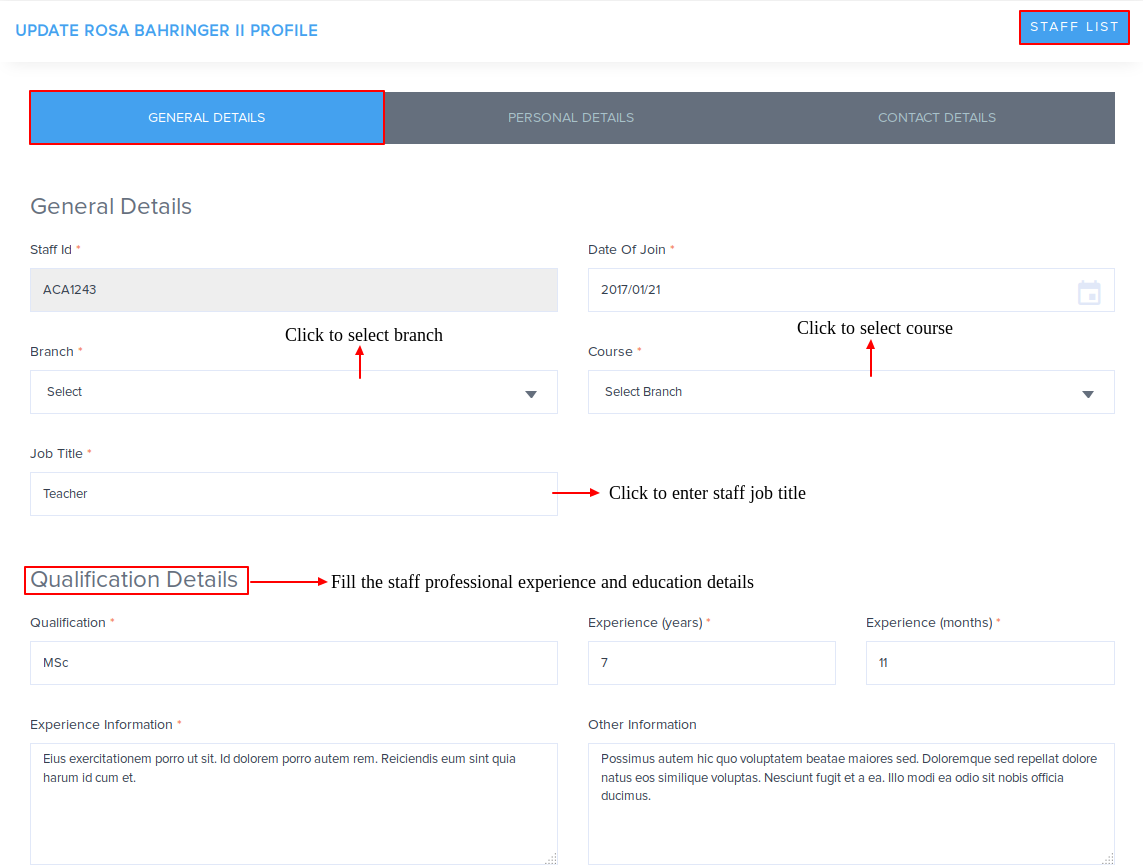 UPDATE ROSA BAHRINGER II PROFILE
STAFF LIST
GENERAL DETAILS
PERSONAL DETAILS
CONTACT DETAILS
General Details
Staff Id *
Date Of Join *
ACA1243
2017/01/21
Click to select branch
Click to select course
Branch *
Course *
Select
Select Branch
Job Title *
Teacher
Click to enter staff job title
Qualification Details
Fill the staff professional experience and education details
Qualification *
Experience (years) *
Experience (months) *
MSc
7
11
Experience Information *
Other Information
Eius exercitationem porro ut sit. Id dolorem porro autem rem. Reiciendis eum sint quia
harum id cum et.
Possimus autem hic quo voluptatem beatae maiores sed. Doloremque sed repellat dolore
natus eos similique voluptas. Nesciunt fugit et a ea. Illo modi ea odio sit nobis officia
ducimus.